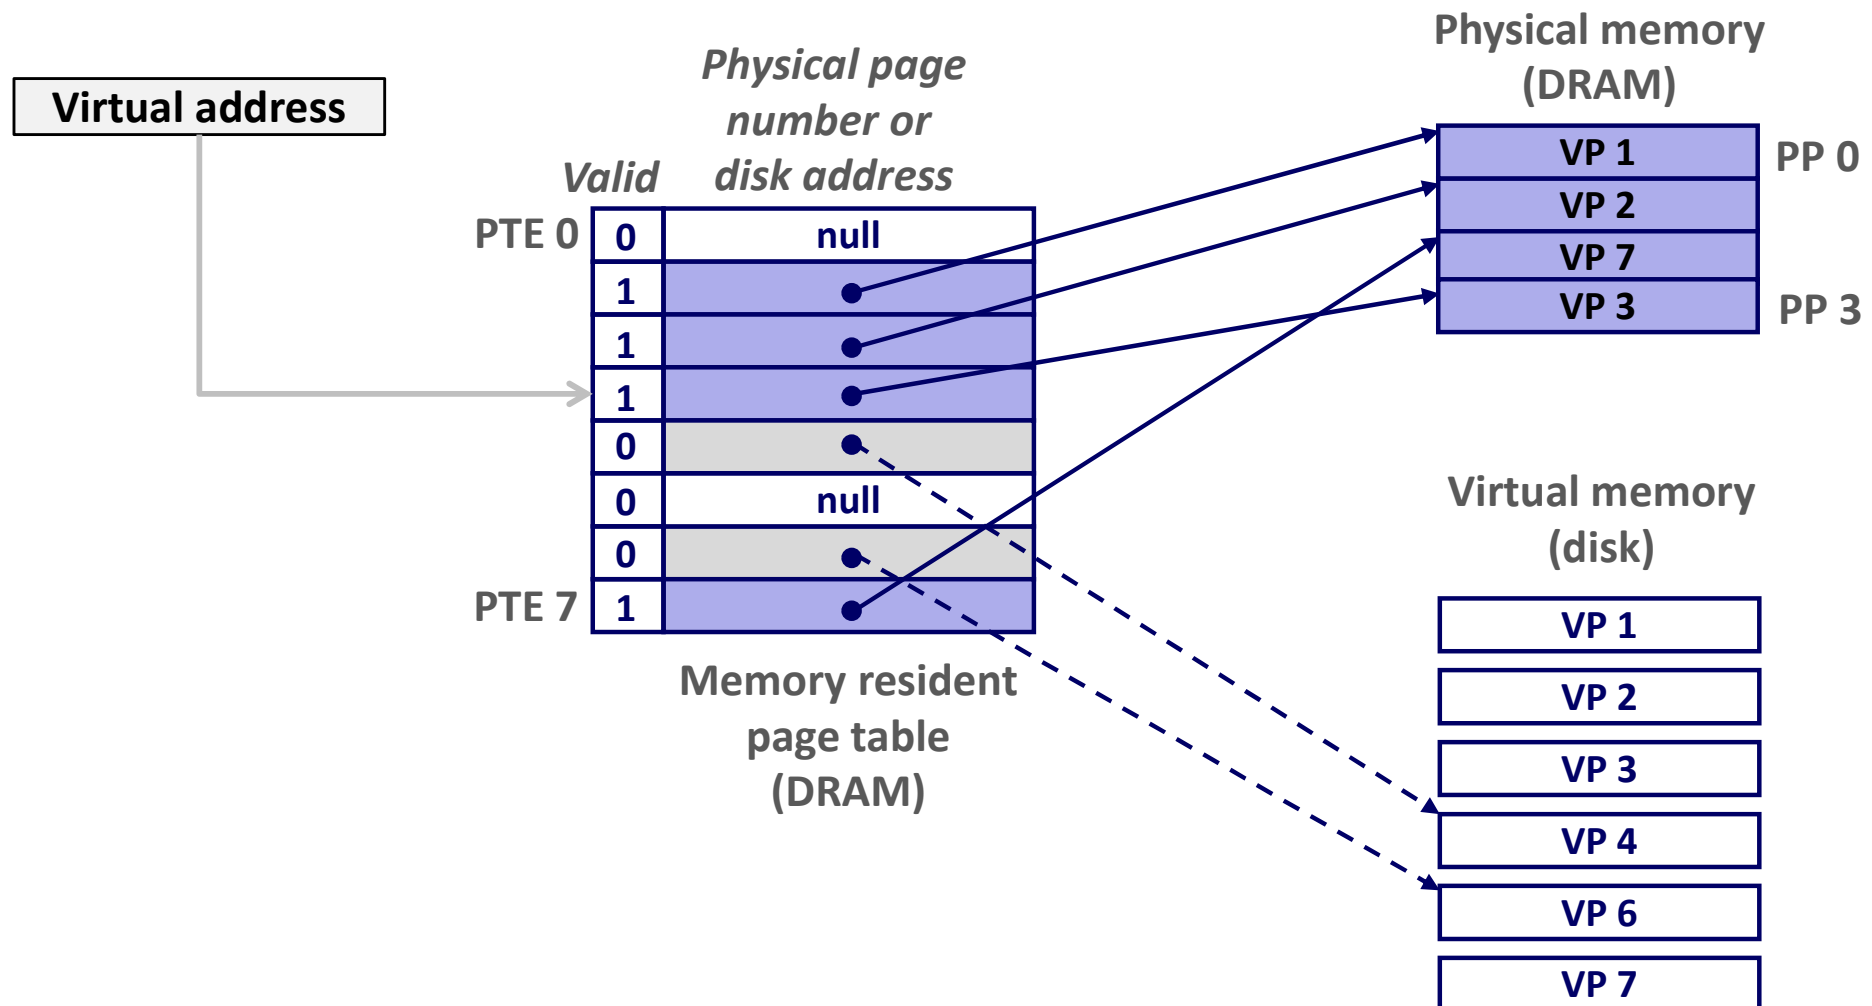 Virtual address
Physical page
number or
disk address
Valid
PTE 0
0
null
1
1
1
0
0
null
0
PTE 7
1
Memory resident
page table
(DRAM)
Physical memory
(DRAM)
VP 1
PP 0
VP 2
VP 7
VP 3
PP 3
Virtual memory
(disk)
VP 1
VP 2
VP 3
VP 4
VP 6
VP 7